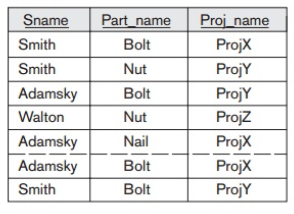 Sname Part_name Proj_name
Smith Bolt ProjX
Smith Nut ProjY
Adamsky Bolt ProjY
Walton Nut ProjZ
Adamsky Nail ProjX
Adamsky Bolt ProjX
Smith Bolt ProjY